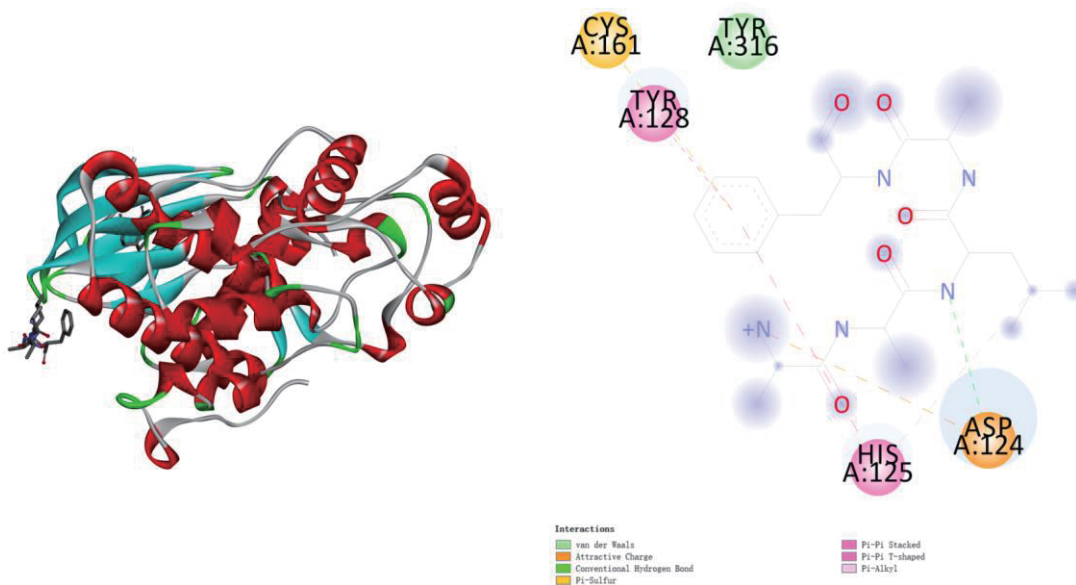 CYS
A:161
TYR
A:316
TYR
A:128
O
O
N
N
O
O
N
+N
N
O
ASP
A:124
HIS
A:125
Interactions
van der Waals
Attractive Charge
Conventional Hydrogen Bond
Pi-Sulfur
Pi-Pi Stacked
Pi-Pi T-shaped
Pi-Alkyl